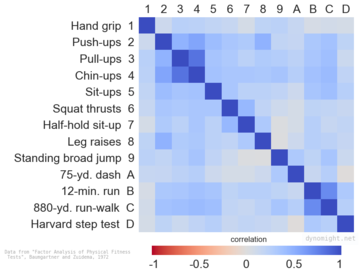 1 2 3 4 5 6 7 8 9 A B C D
Hand grip 1
Push-ups 2
Pull-ups 3
Chin-ups 4
Sit-ups 5
Squat thrusts 6
Half-hold sit-up 7
Leg raises 8
Standing broad jump 9
75-yd. dash A
12-min. run B
880-yd. run-walk C
Harvard step test D
correlation
dynomight.net
Data from "Factor Analysis of Physical Fitness
Tests", Baumgartner and Zuidema, 1972
-1 -0.5 0 0.5 1